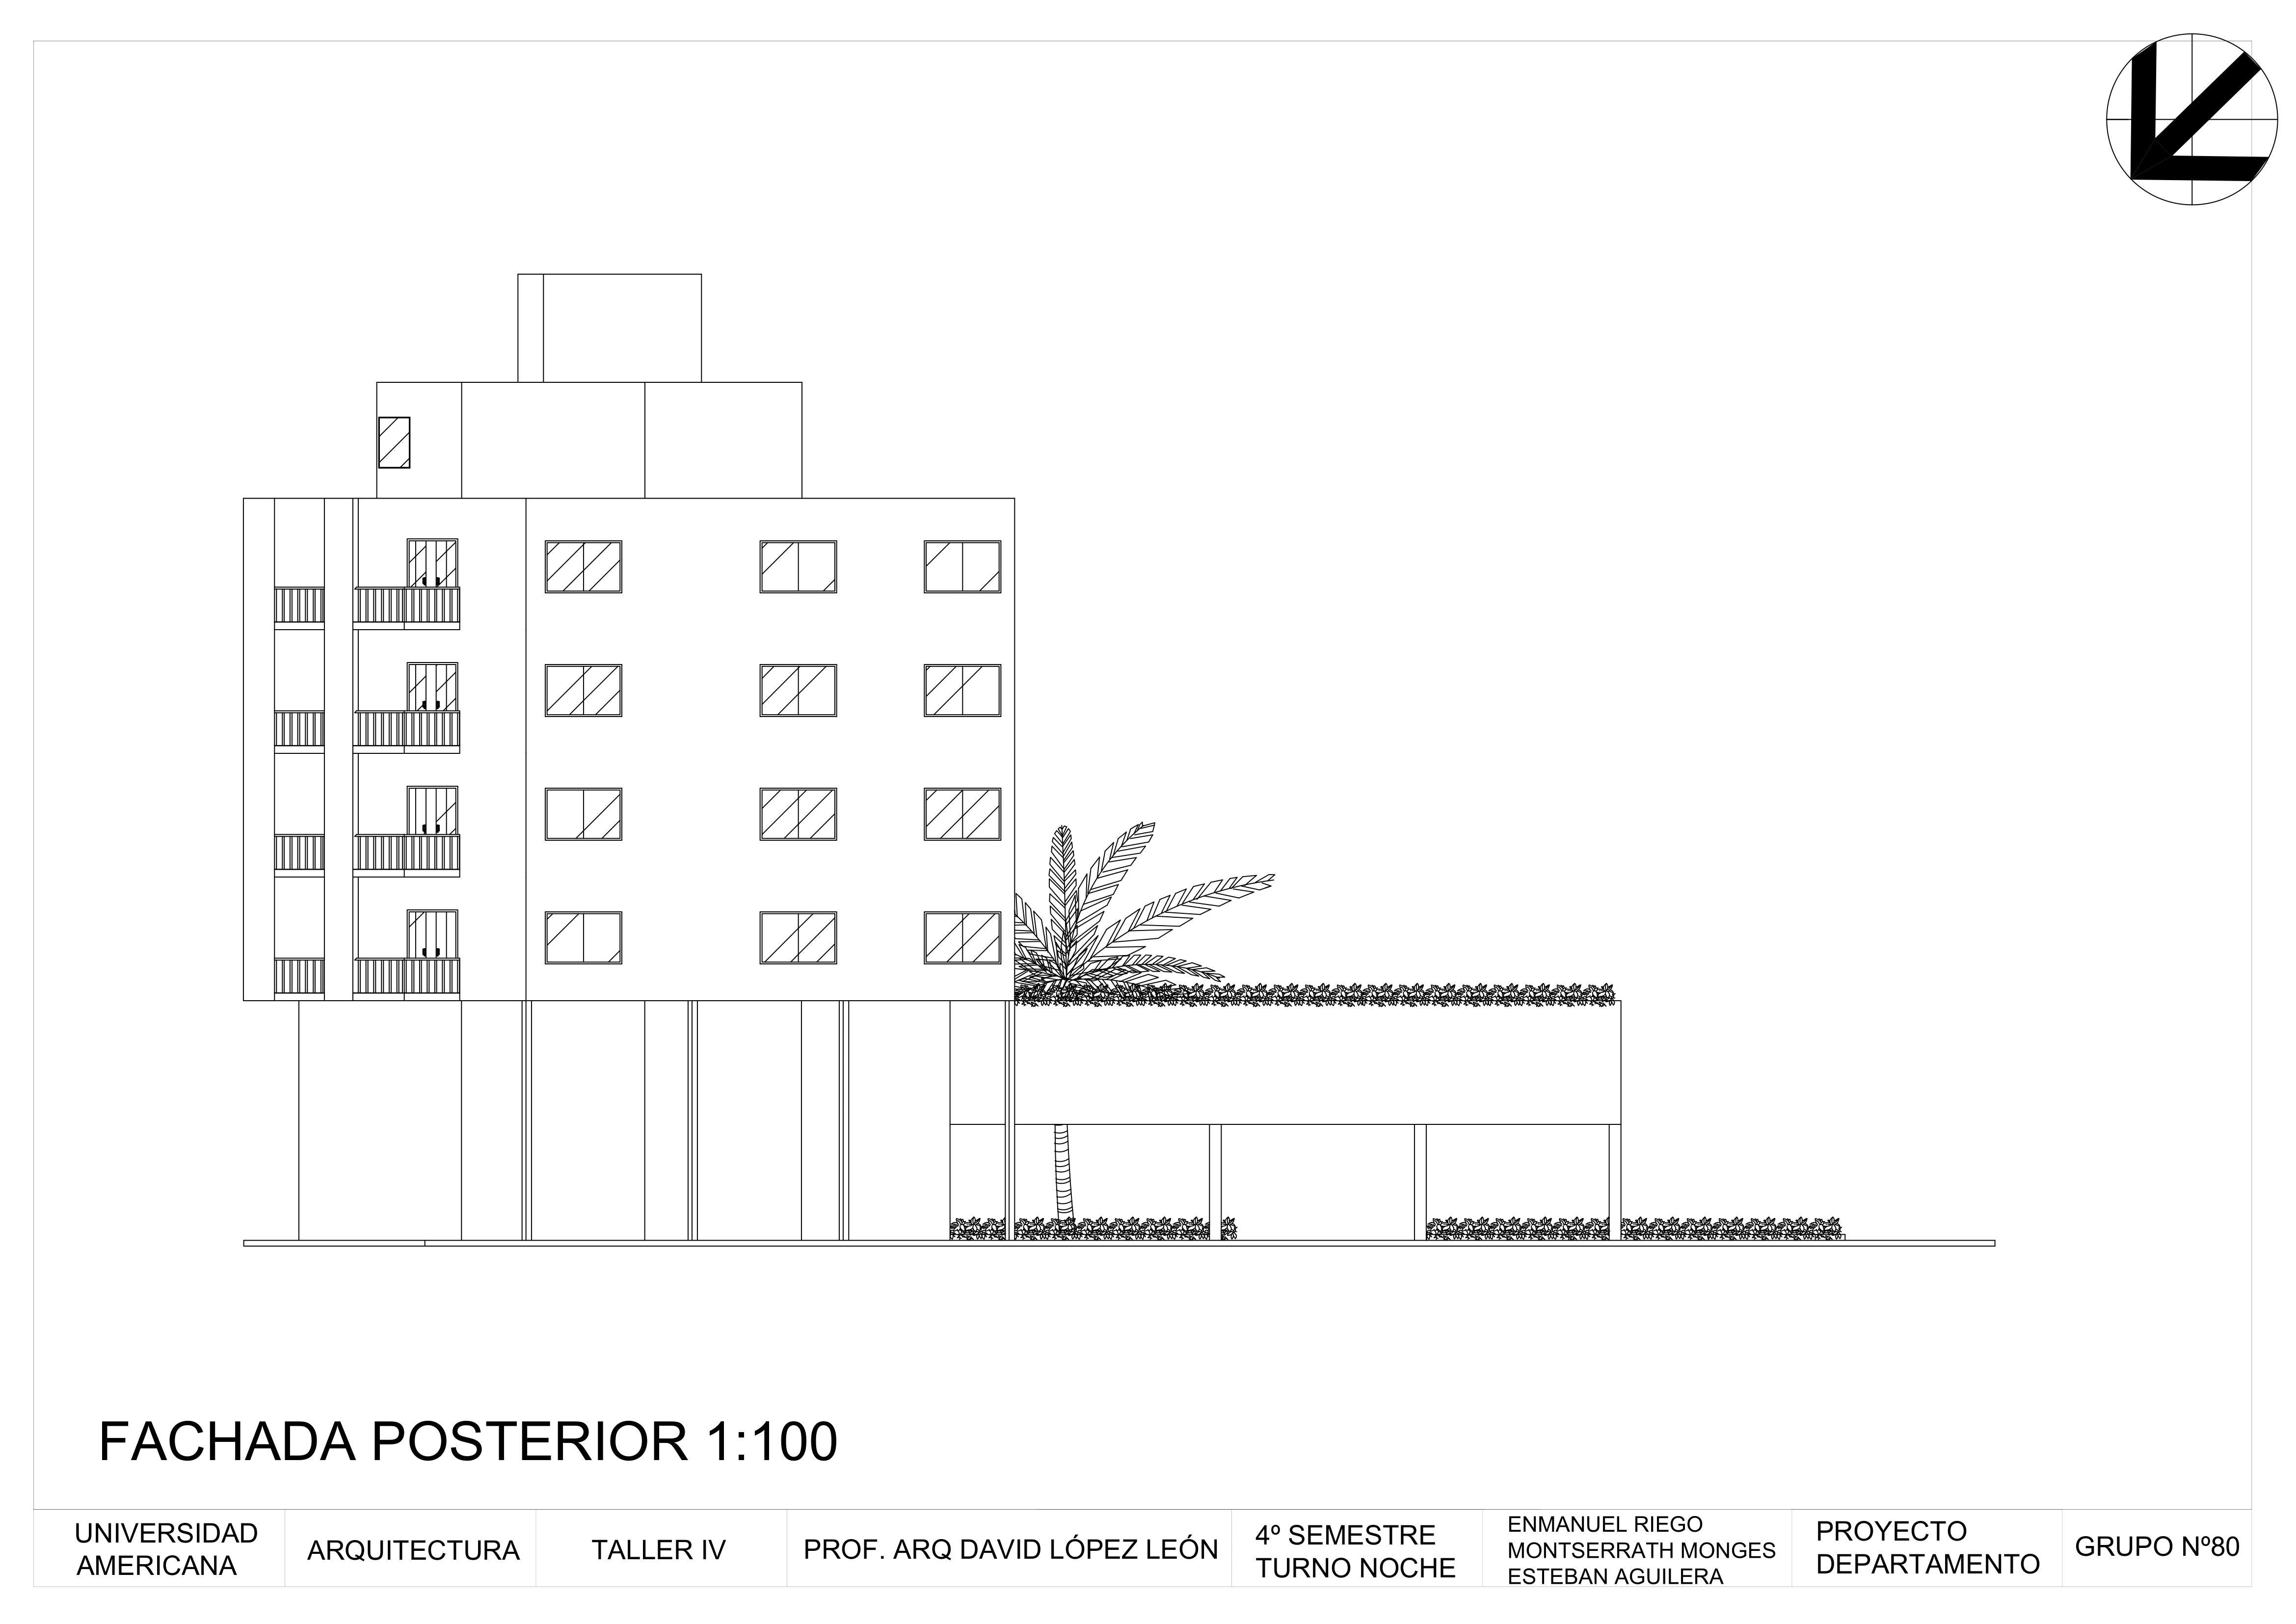 FACHADA POSTERIOR 1:100
UNIVERSIDAD
AMERICANA
ARQUITECTURA
TALLER IV
PROF. ARQ DAVID LÓPEZ LEÓN
4º SEMESTRE
TURNO NOCHE
ENMANUEL RIEGO
MONTSERRATH MONGES
ESTEBAN AGUILERA
PROYECTO
DEPARTAMENTO
GRUPO Nº80